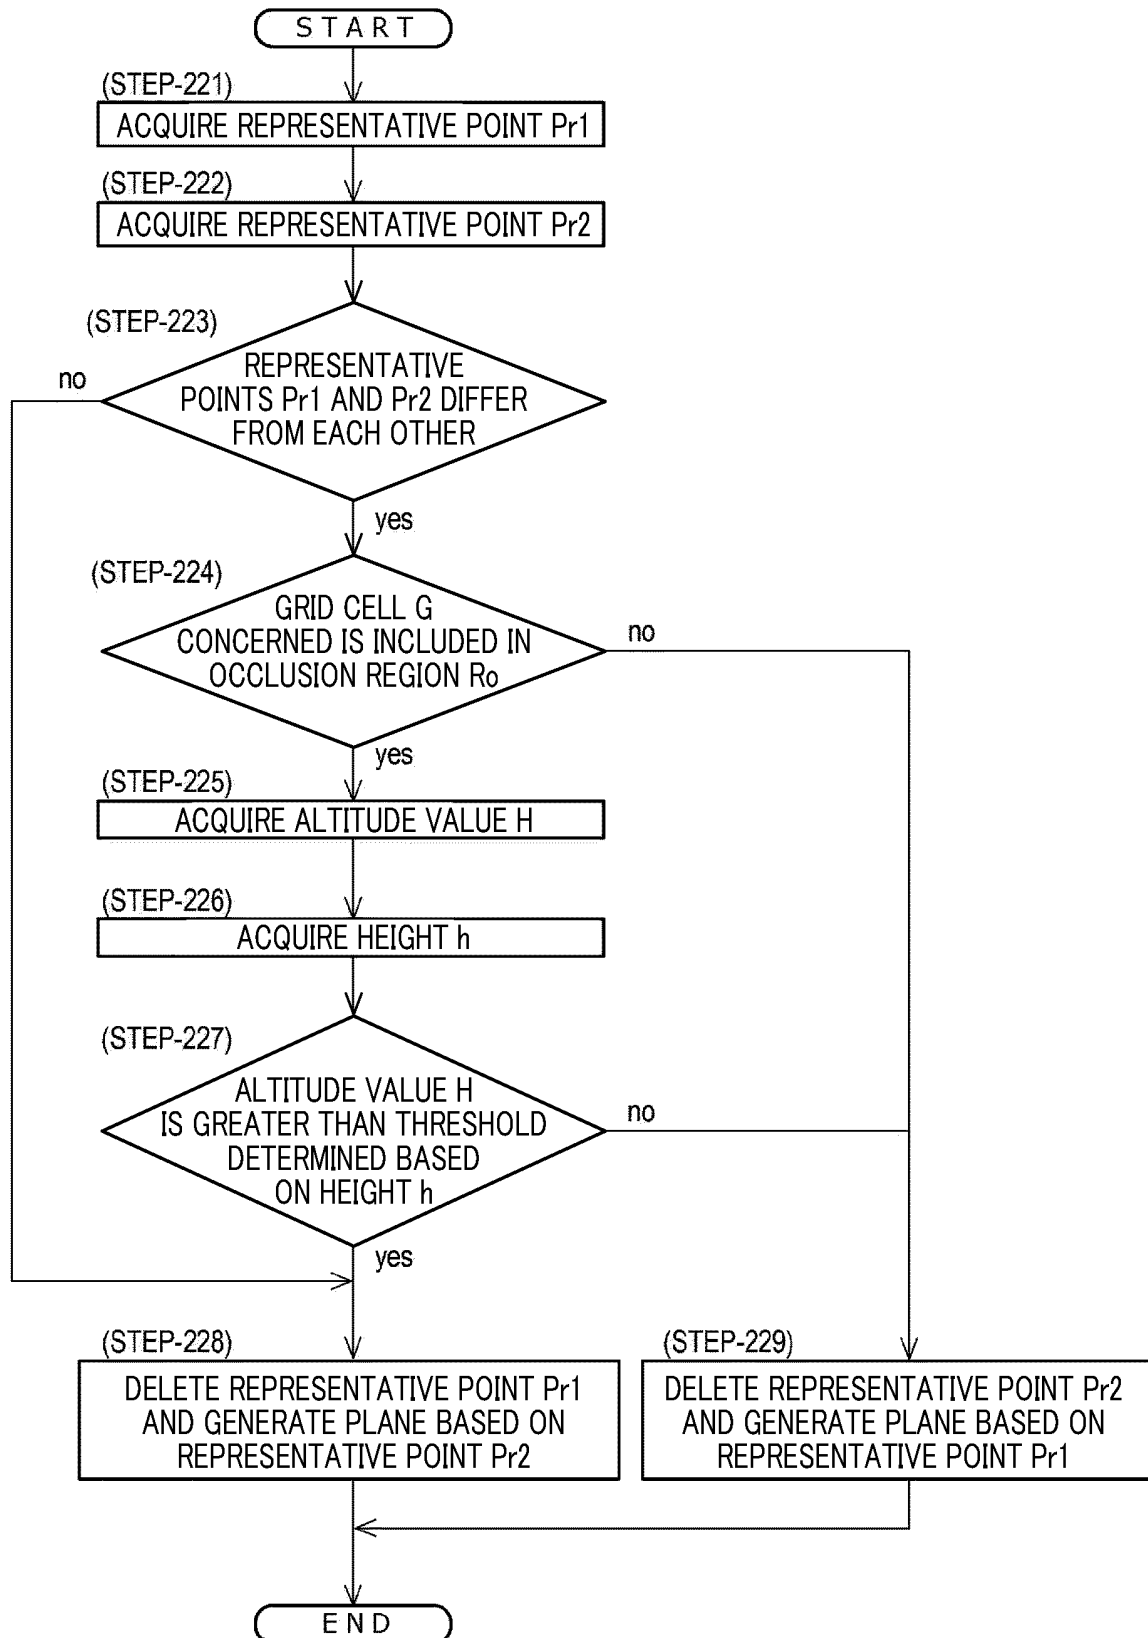 START
(STEP-221)
ACQUIRE REPRESENTATIVE POINT Pr1
(STEP-222)
ACQUIRE REPRESENTATIVE POINT Pr2
(STEP-223)
REPRESENTATIVE
POINTS Pr1 AND Pr2 DIFFER
FROM EACH OTHER
no
yes
(STEP-224)
GRID CELL G
CONCERNED IS INCLUDED IN
OCCLUSION REGION Ro
no
yes
(STEP-225)
ACQUIRE ALTITUDE VALUE H
(STEP-226)
ACQUIRE HEIGHT h
(STEP-227)
ALTITUDE VALUE H
IS GREATER THAN THRESHOLD
DETERMINED BASED
ON HEIGHT h
no
yes
(STEP-228)
DELETE REPRESENTATIVE POINT Pr1
AND GENERATE PLANE BASED ON
REPRESENTATIVE POINT Pr2
(STEP-229)
DELETE REPRESENTATIVE POINT Pr2
AND GENERATE PLANE BASED ON
REPRESENTATIVE POINT Pr1
END